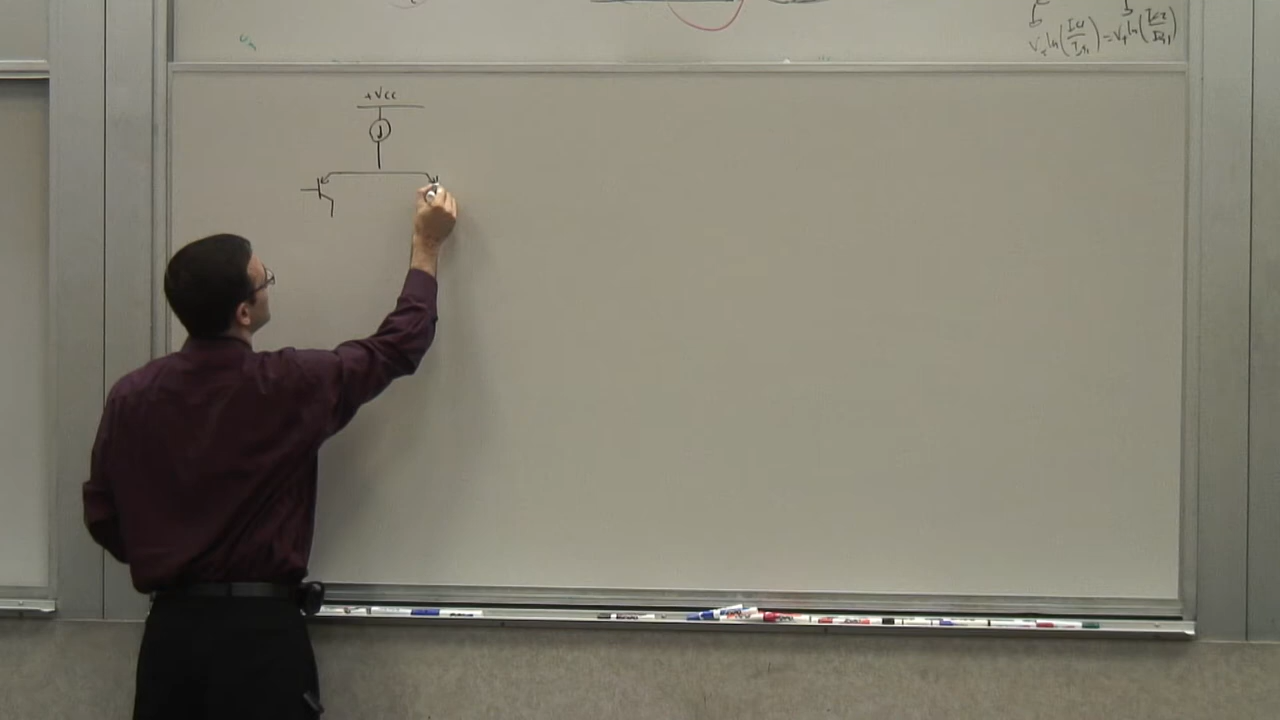 V_T ln(I_C1/I_S1) = V_T ln(I_C2/I_S1)
+Vcc